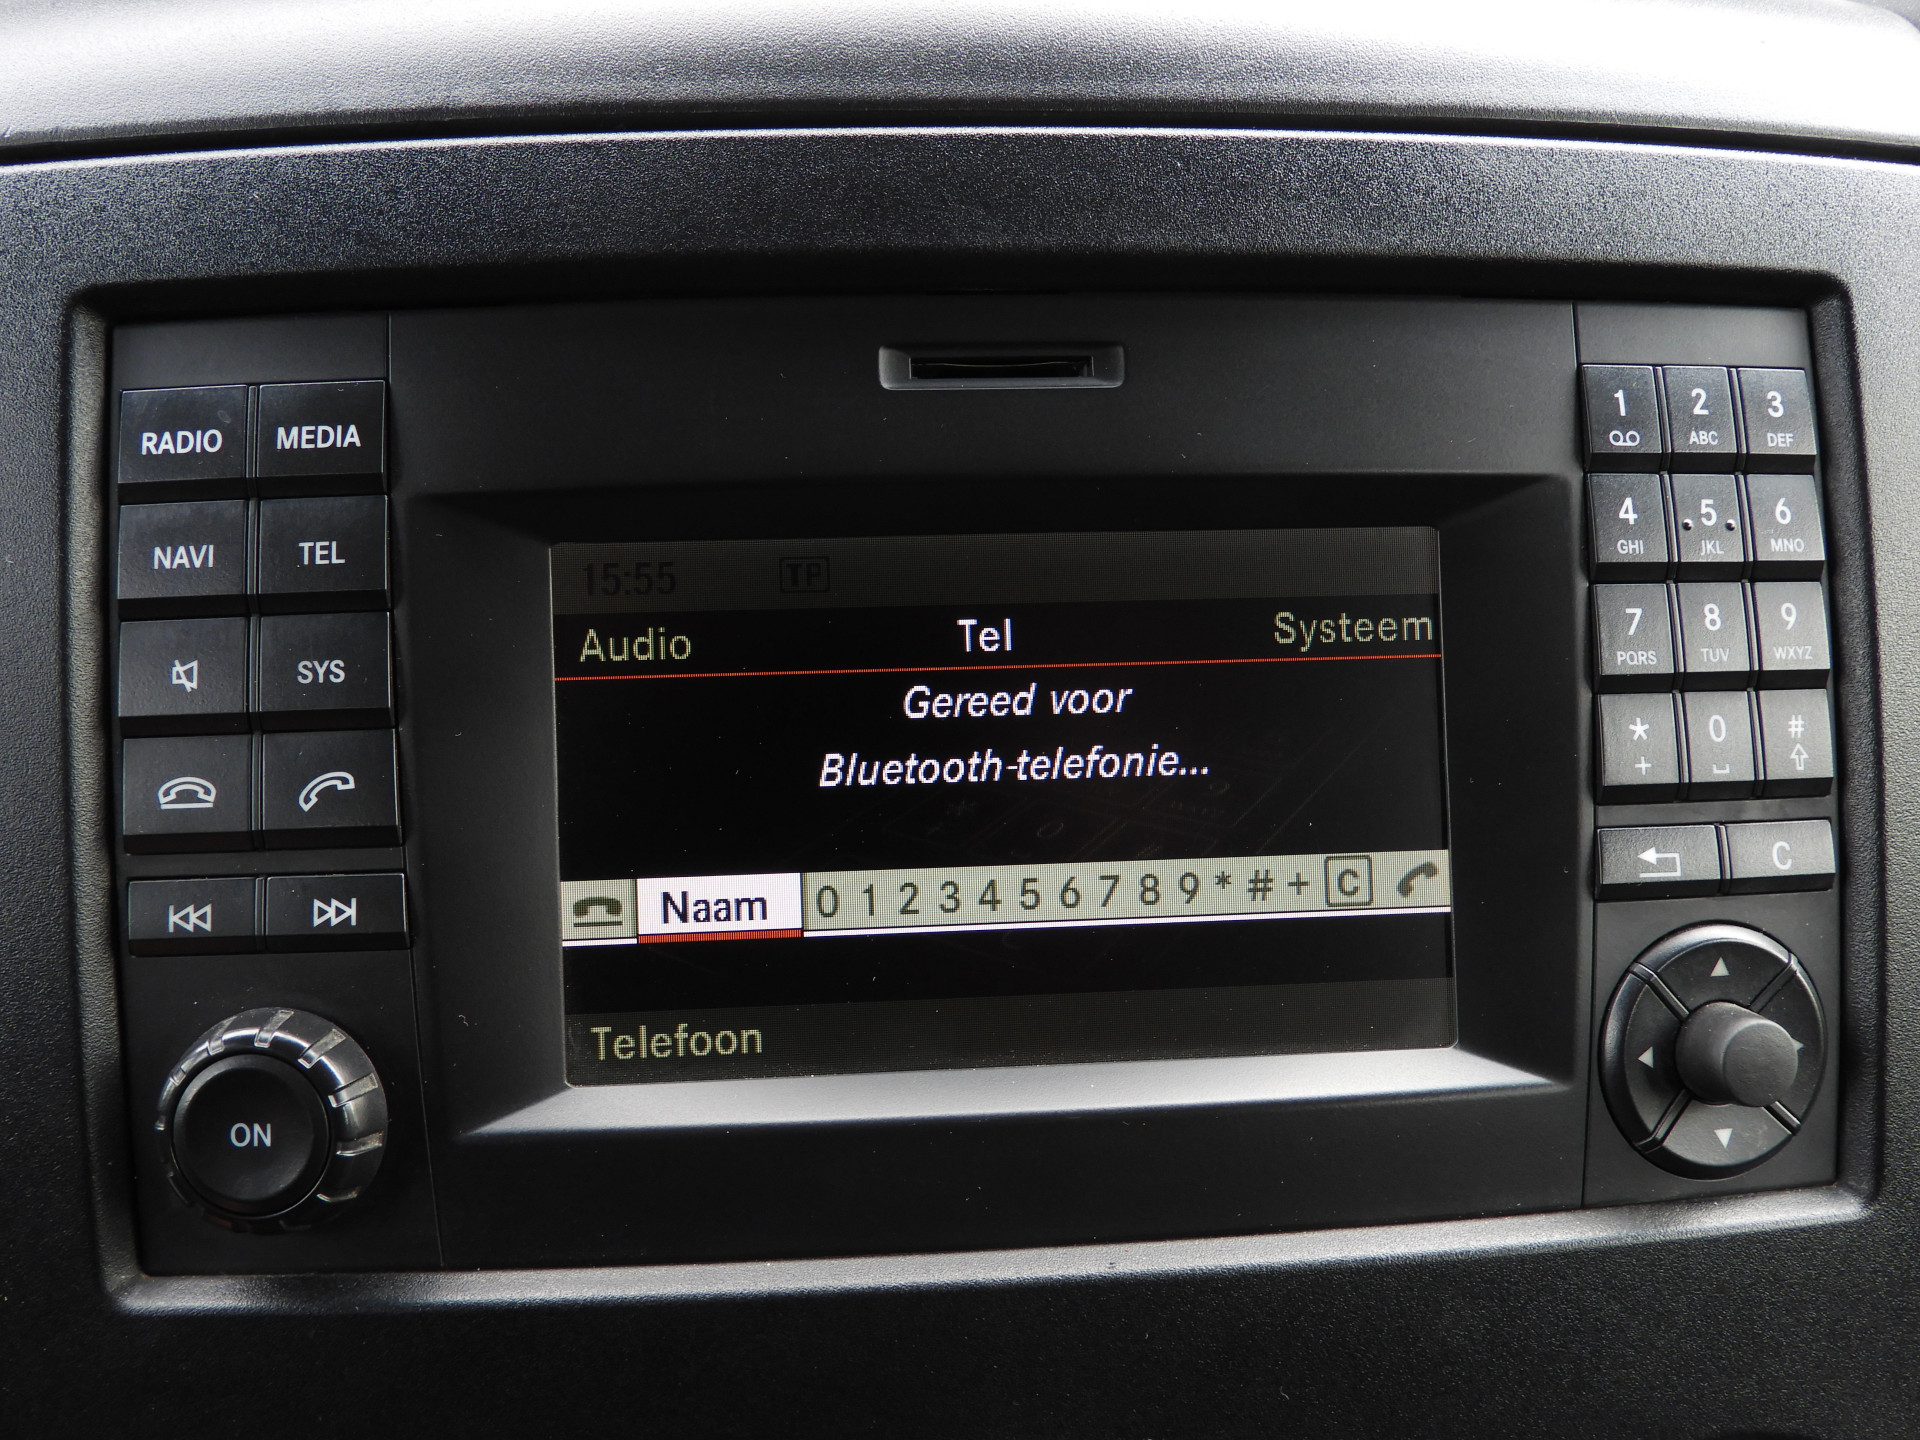 RADIO MEDIA
NAVI TEL
SYS
ON
15:55 TP
Audio Tel Systeem
Gereed voor
Bluetooth-telefonie...
Naam 0 1 2 3 4 5 6 7 8 9 * # + C
Telefoon
1 2 3
ABC DEF
4 5 6
GHI JKL MNO
7 8 9
PQRS TUV WXYZ
* 0 #
+
C